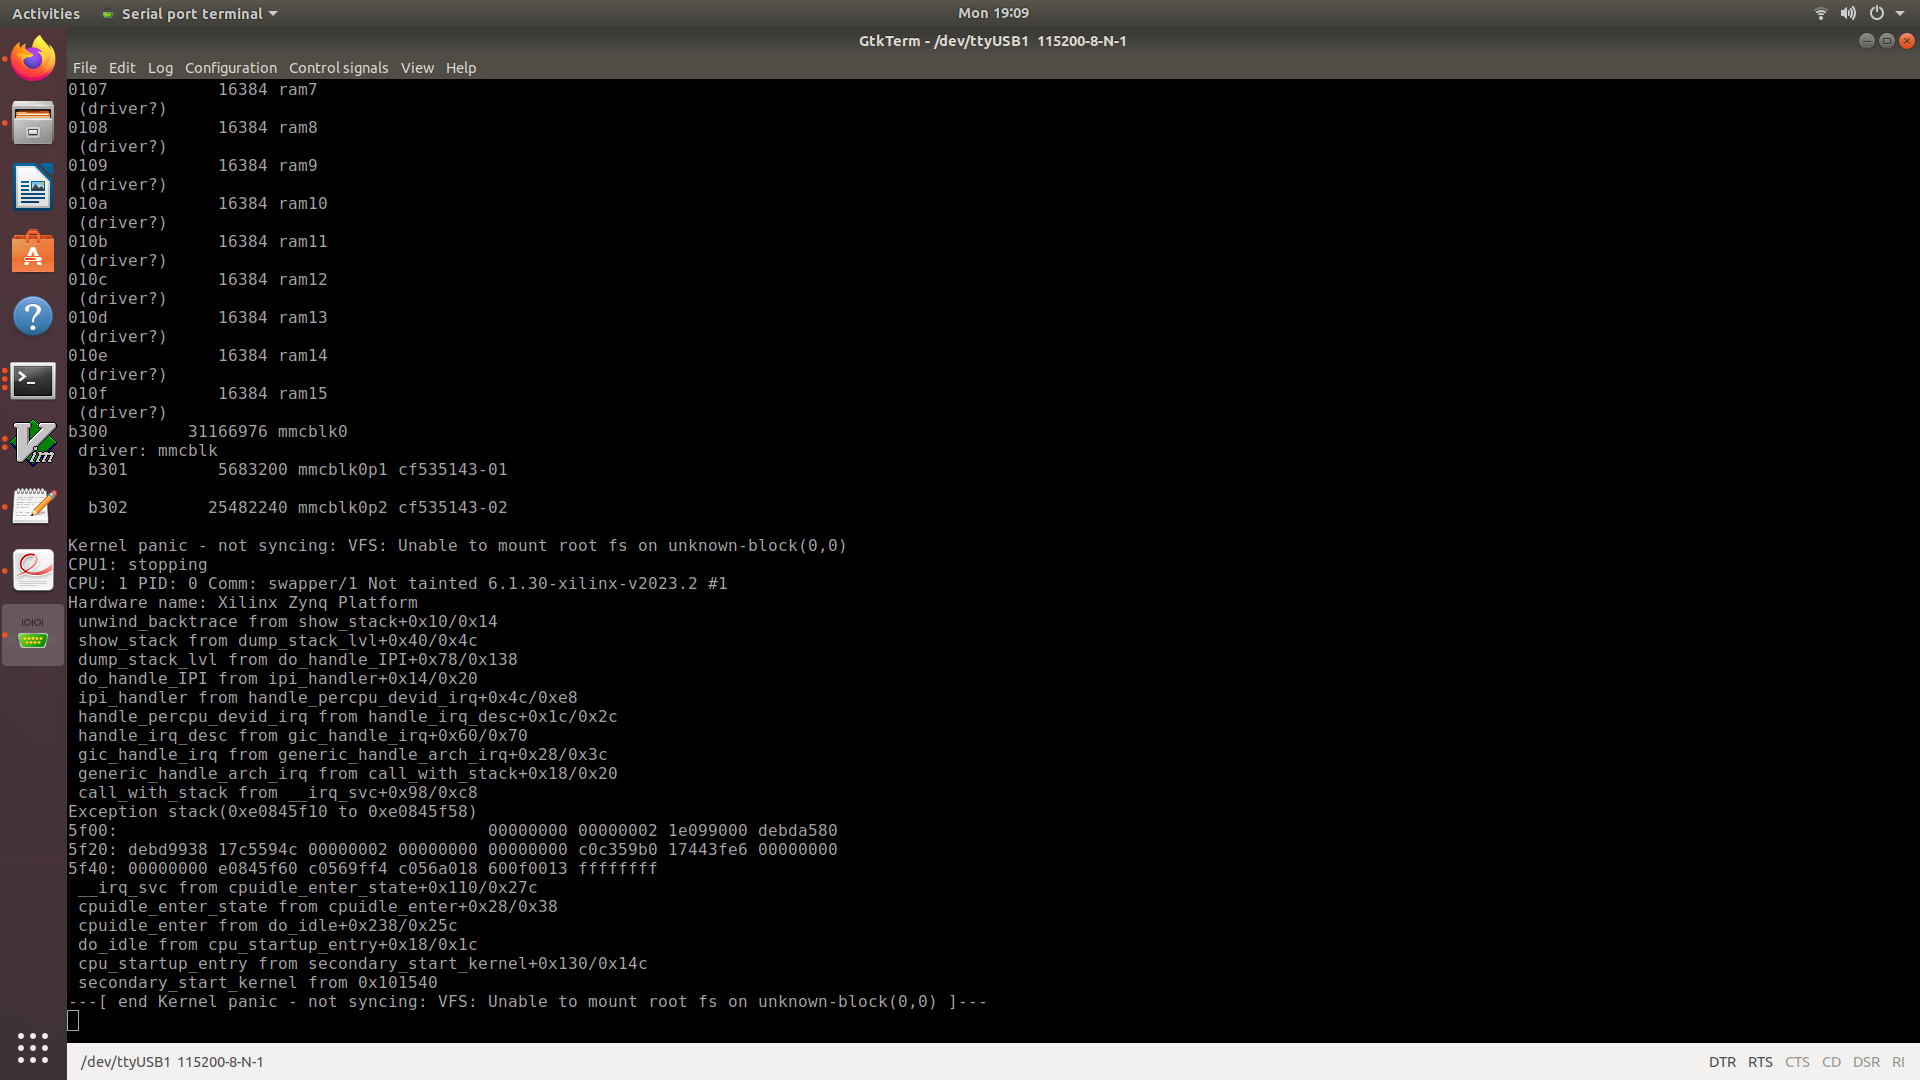 Activities
Serial port terminal
Mon 19:09
GtkTerm - /dev/ttyUSB1 115200-8-N-1
File Edit Log Configuration Control signals View Help
0107           16384 ram7
 (driver?)
0108           16384 ram8
 (driver?)
0109           16384 ram9
 (driver?)
010a           16384 ram10
 (driver?)
010b           16384 ram11
 (driver?)
010c           16384 ram12
 (driver?)
010d           16384 ram13
 (driver?)
010e           16384 ram14
 (driver?)
010f           16384 ram15
 (driver?)
b300        31166976 mmcblk0
 driver: mmcblk
  b301         5683200 mmcblk0p1 cf535143-01
  b302        25482240 mmcblk0p2 cf535143-02
Kernel panic - not syncing: VFS: Unable to mount root fs on unknown-block(0,0)
CPU1: stopping
CPU: 1 PID: 0 Comm: swapper/1 Not tainted 6.1.30-xilinx-v2023.2 #1
Hardware name: Xilinx Zynq Platform
 unwind_backtrace from show_stack+0x10/0x14
 show_stack from dump_stack_lvl+0x40/0x4c
 dump_stack_lvl from do_handle_IPI+0x78/0x138
 do_handle_IPI from ipi_handler+0x14/0x20
 ipi_handler from handle_percpu_devid_irq+0x4c/0xe8
 handle_percpu_devid_irq from handle_irq_desc+0x1c/0x2c
 handle_irq_desc from gic_handle_irq+0x60/0x70
 gic_handle_irq from generic_handle_arch_irq+0x28/0x3c
 generic_handle_arch_irq from call_with_stack+0x18/0x20
 call_with_stack from __irq_svc+0x98/0xc8
Exception stack(0xe0845f10 to 0xe0845f58)
5f00:                                     00000000 00000002 1e099000 debda580
5f20: debd9938 17c5594c 00000002 00000000 00000000 c0c359b0 17443fe6 00000000
5f40: 00000000 e0845f60 c0569ff4 c056a018 600f0013 ffffffff
 __irq_svc from cpuidle_enter_state+0x110/0x27c
 cpuidle_enter_state from cpuidle_enter+0x28/0x38
 cpuidle_enter from do_idle+0x238/0x25c
 do_idle from cpu_startup_entry+0x18/0x1c
 cpu_startup_entry from secondary_start_kernel+0x130/0x14c
 secondary_start_kernel from 0x101540
---[ end Kernel panic - not syncing: VFS: Unable to mount root fs on unknown-block(0,0) ]---
/dev/ttyUSB1 115200-8-N-1
DTR RTS CTS CD DSR RI